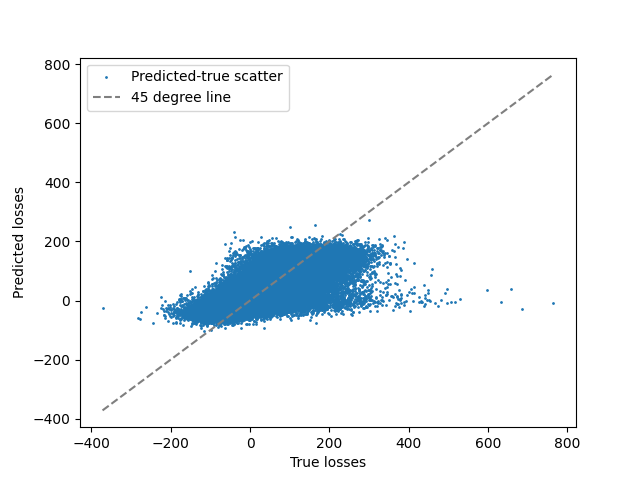 800
600
400
200
0
−200
−400
Predicted losses
Predicted-true scatter
45 degree line
−400 −200 0 200 400 600 800
True losses